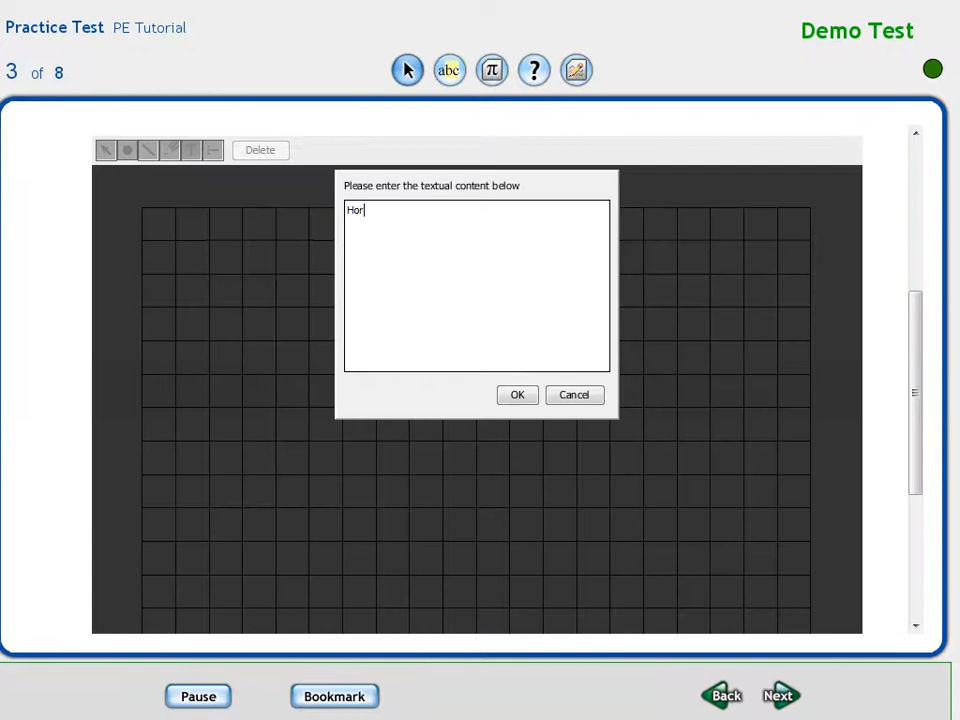 Practice Test PE Tutorial
Demo Test
3 of 8
abc π ?
T
Delete
Please enter the textual content below
Hor
OK Cancel
Pause Bookmark Back Next